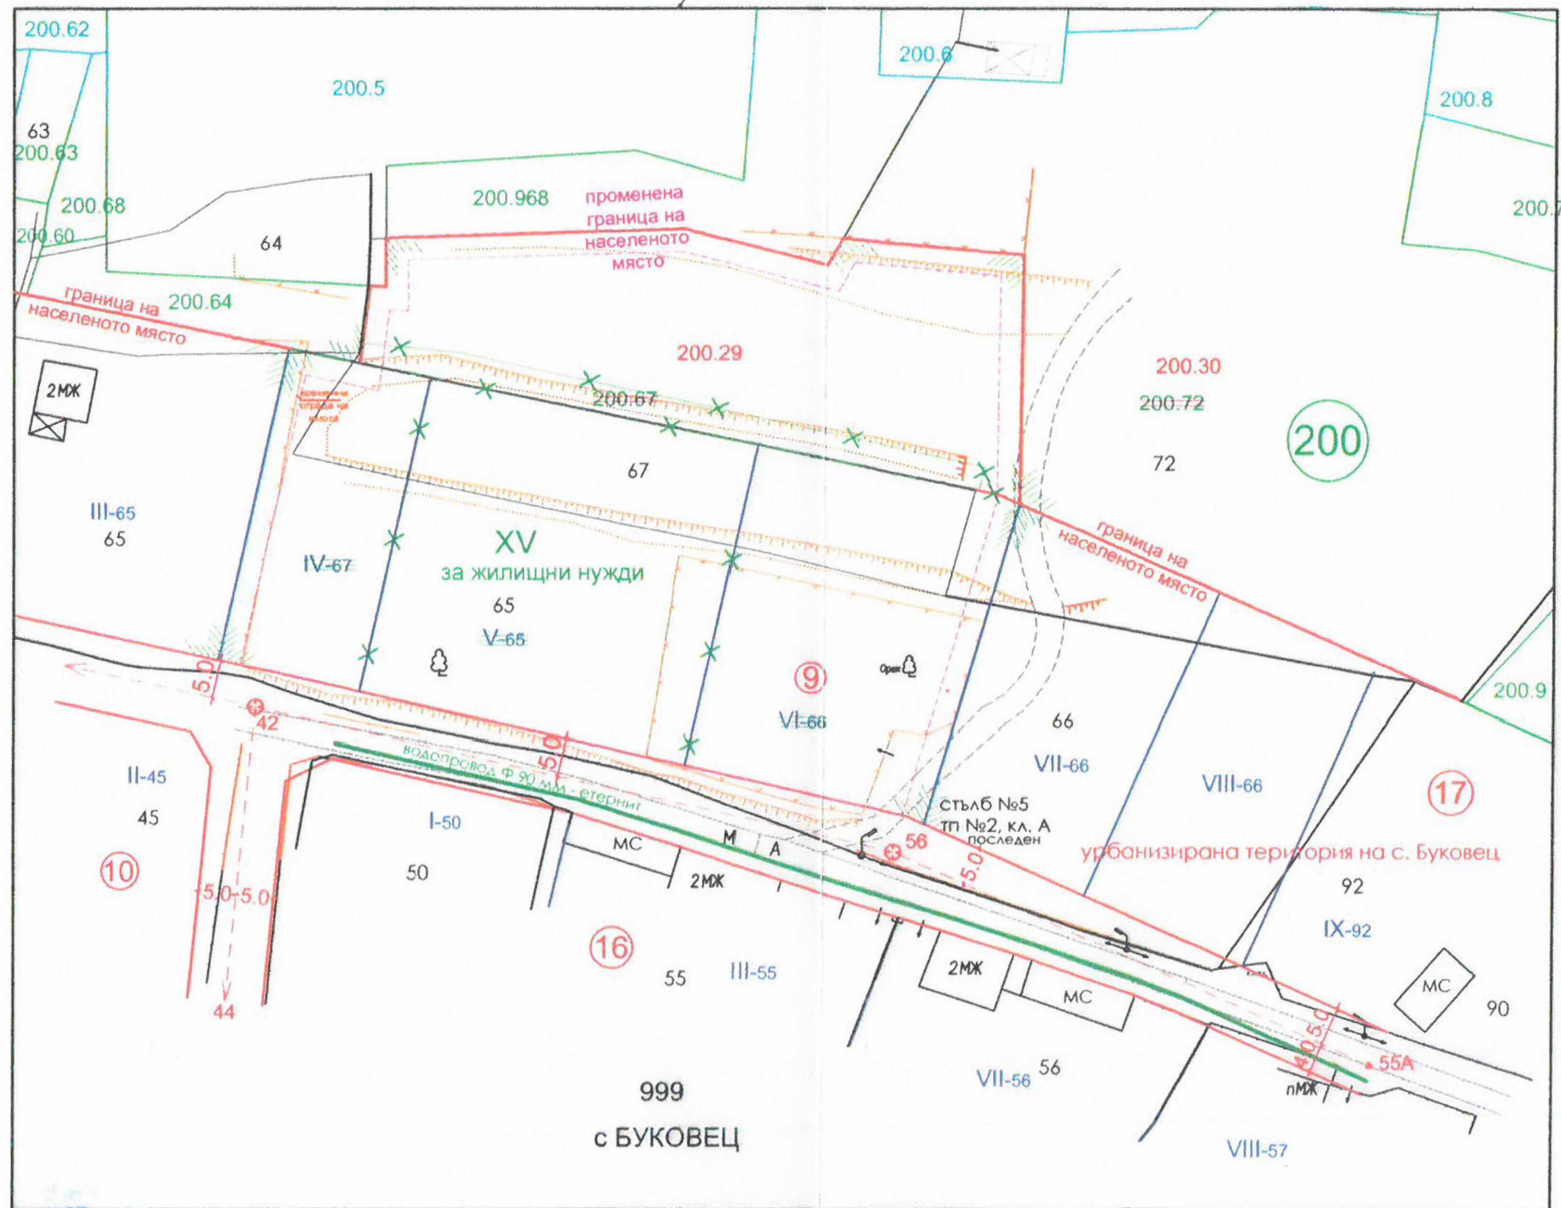 200.62
200.5
200.6
200.8
63
200.63
200.68
200.60
64
200.968
променена
граница на
населеното
място
200.7
граница на
населеното място
200.64
200.29
200.30
200.72
200
2МЖ
200.67
72
67
III-65
65
IV-67
XV
за жилищни нужди
65
V-65
граница на
населеното място
9
Орех
VI-66
66
VII-66
VIII-66
200.9
17
5.0
42
5.0
водопровод Ф 90 мм - етернит
II-45
45
I-50
50
10
5.0-5.0
44
МС
2МЖ
М
А
стълб №5
тп №2, кл. А
последен
56
5.0
урбанизирана територия на с. Буковец
92
IX-92
16
55
III-55
2МЖ
МС
МС
90
5.0
4.0
55А
пМЖ
VII-56
56
999
с БУКОВЕЦ
VIII-57